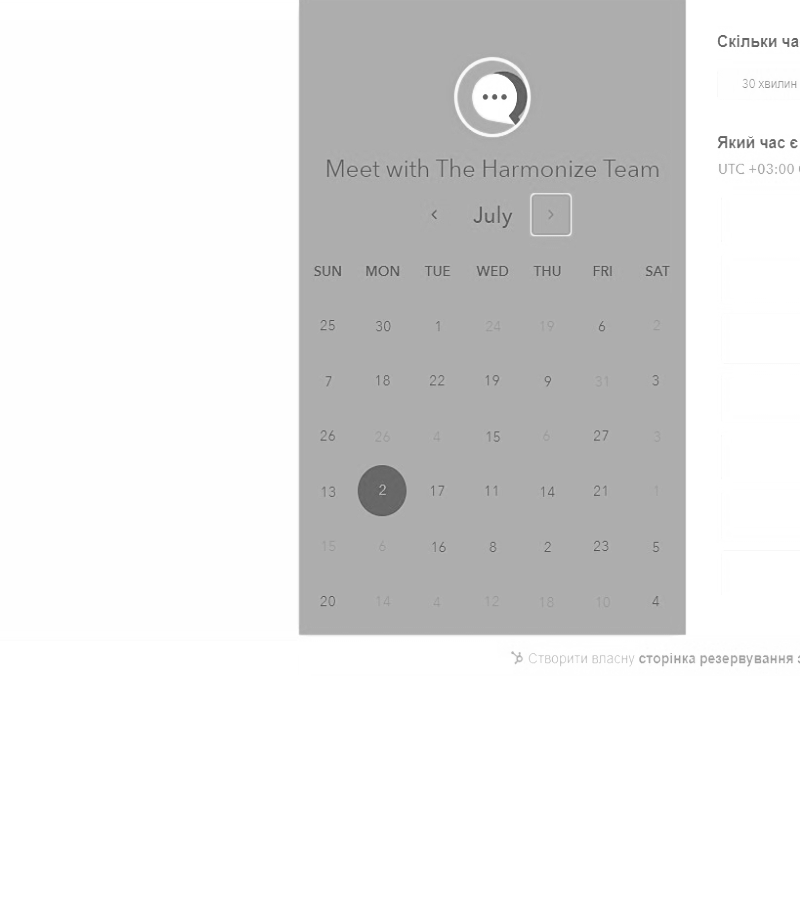 Meet with The Harmonize Team
July
SUN MON TUE WED THU FRI SAT
25 30 1 24 19 6 2
7 18 22 19 9 31 3
26 26 4 15 6 27 3
13 2 17 11 14 21 1
15 6 16 8 2 23 5
20 14 4 12 18 10 4
Скільки ча
30 хвилин
Який час є
UTC +03:00
Створити власну сторінка резервування з